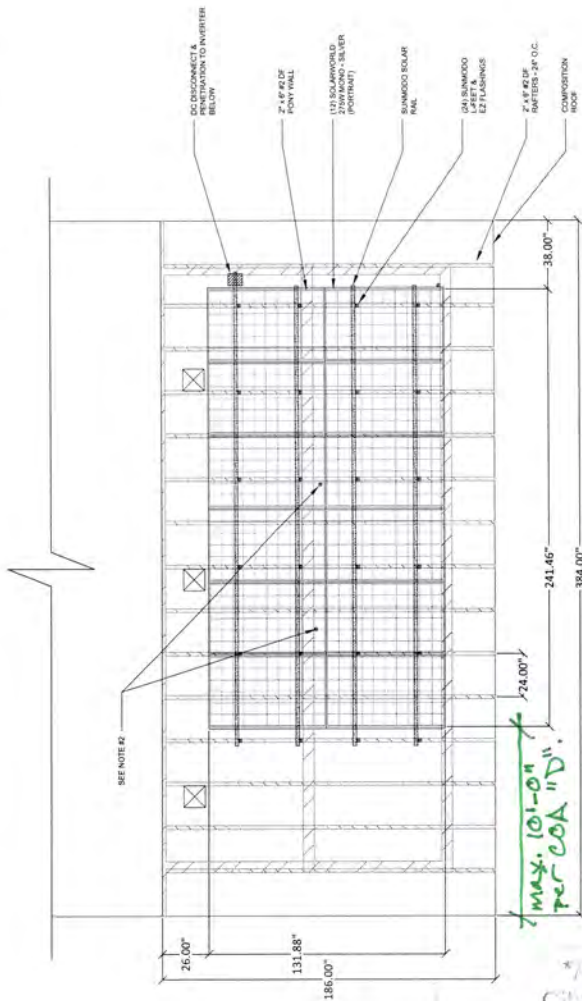 DC DISCONNECT &
PENETRATION TO INVERTER
BELOW
2" x 6" #2 DF
PONY WALL
(12) SOLARWORLD
275W MONO - SILVER
(PORTRAIT)
SUNMODO SOLAR
RAIL
(24) SUNMODO
L-FEET &
EZ FLASHINGS
2" x 6" #2 DF
RAFTERS - 24" O.C.
COMPOSITION
ROOF
SEE NOTE #2
38.00"
241.46"
384.00"
24.00"
26.00"
131.88"
186.00"
max. 10'-0"
per COA "D".